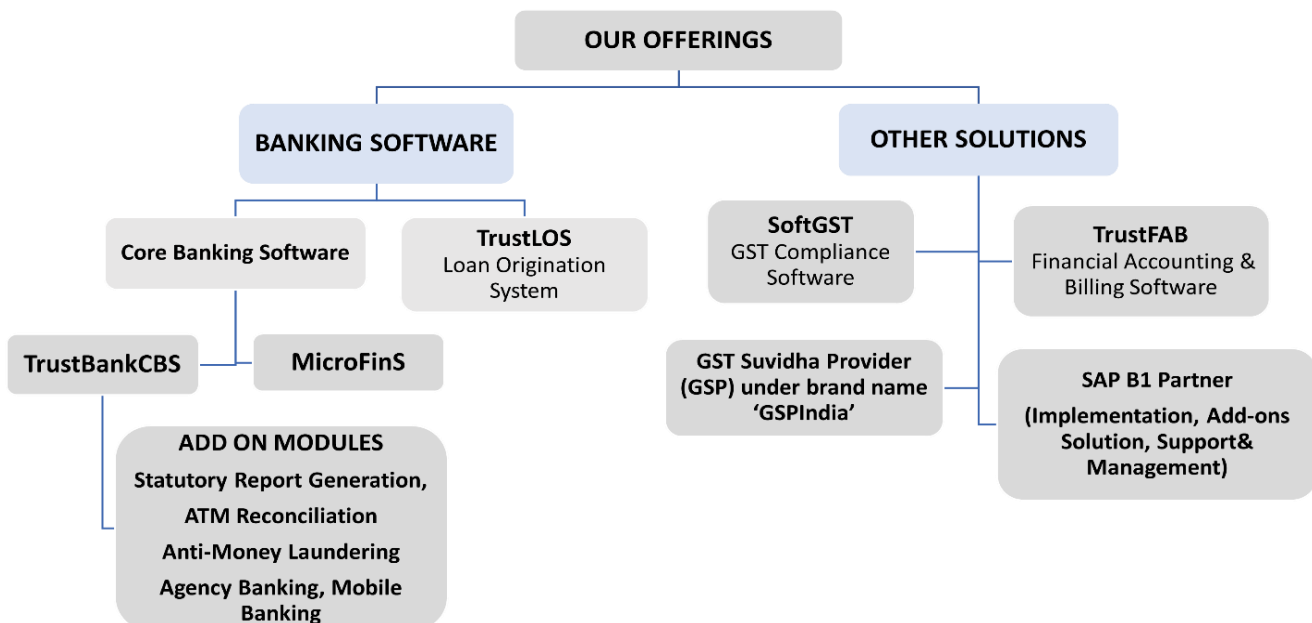 OUR OFFERINGS
BANKING SOFTWARE
OTHER SOLUTIONS
Core Banking Software
TrustLOS
Loan Origination
System
SoftGST
GST Compliance
Software
TrustFAB
Financial Accounting &
Billing Software
TrustBankCBS
MicroFinS
GST Suvidha Provider
(GSP) under brand name
‘GSPIndia’
SAP B1 Partner
(Implementation, Add-ons
Solution, Support&
Management)
ADD ON MODULES
Statutory Report Generation,
ATM Reconciliation
Anti-Money Laundering
Agency Banking, Mobile
Banking